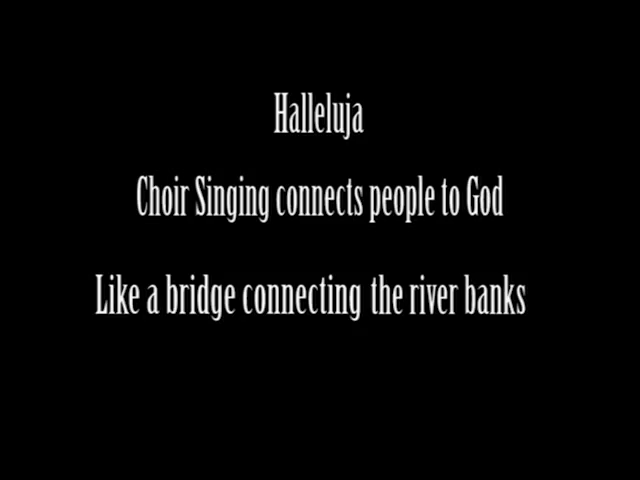 Halleluja
Choir Singing connects people to God
Like a bridge connecting the river banks